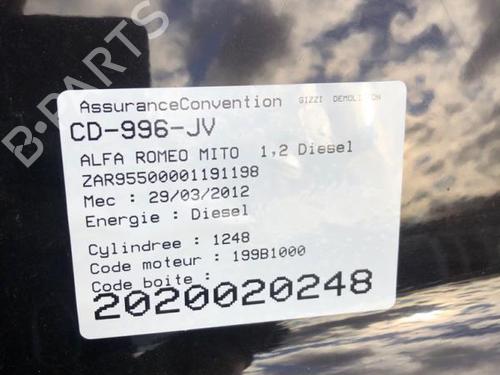 B-PARTS
AssuranceConvention GIZZI DEMOLITION
CD-996-JV
ALFA ROMEO MITO 1,2 Diesel
ZAR95500001191198
Mec : 29/03/2012
Energie : Diesel
Cylindree : 1248
Code moteur : 199B1000
Code boite :
2020020248